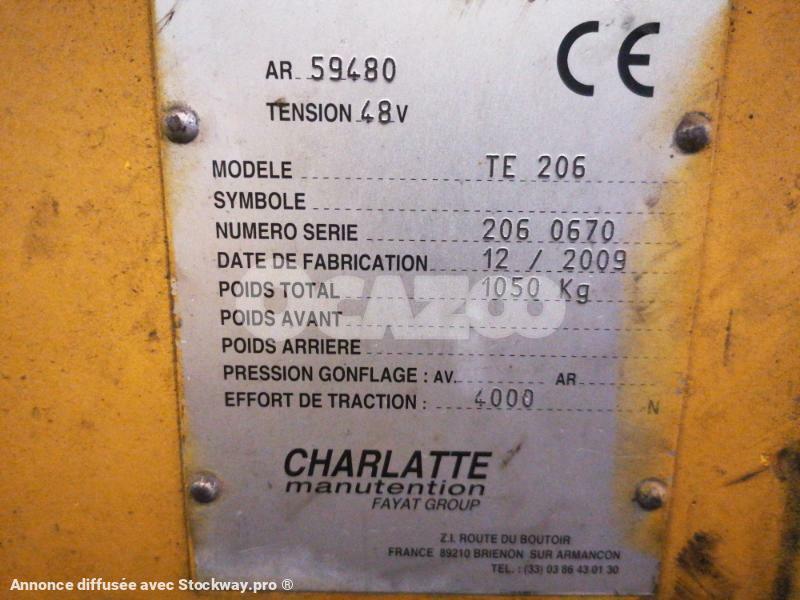 CE
AR 59480
TENSION 48 V
MODELE TE 206
SYMBOLE
NUMERO SERIE 206 0670
DATE DE FABRICATION 12 / 2009
POIDS TOTAL 1050 Kg
OCAZOO
POIDS AVANT
POIDS ARRIERE
PRESSION GONFLAGE : AV. AR
EFFORT DE TRACTION : 4000 N
CHARLATTE
manutention
FAYAT GROUP
Z.I. ROUTE DU BOUTOIR
FRANCE 89210 BRIENON SUR ARMANCON
TEL. : (33) 03 86 43 01 30
Annonce diffusée avec Stockway.pro ®